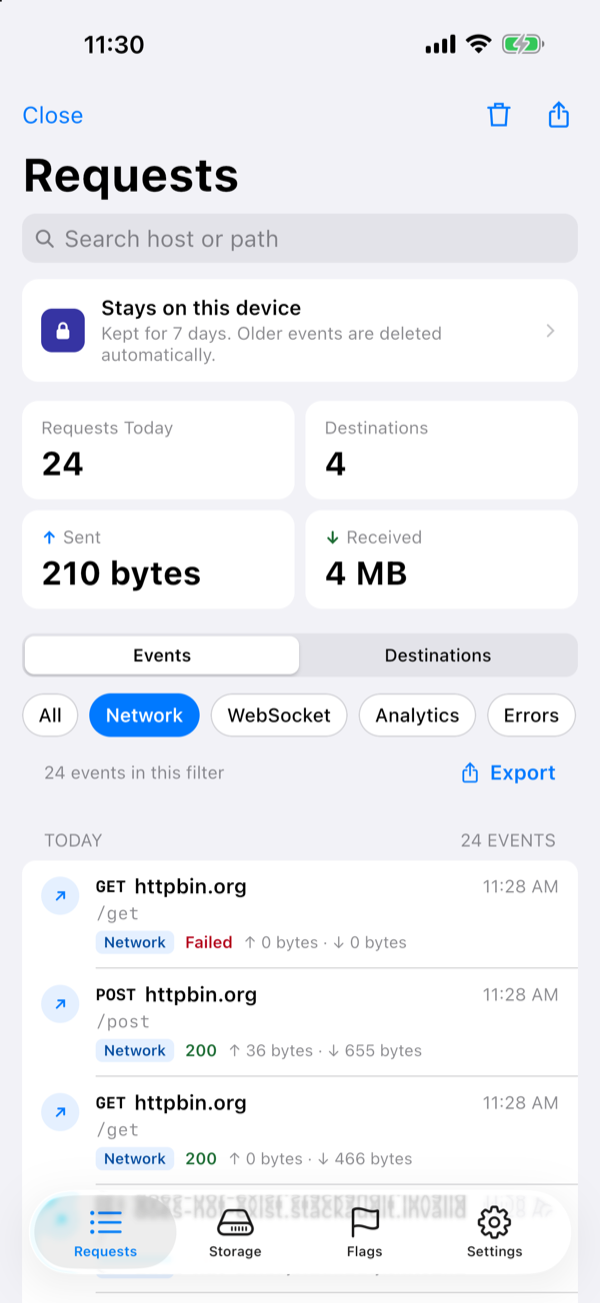 11:30
Close
Requests
Search host or path
Stays on this device
Kept for 7 days. Older events are deleted
automatically.
Requests Today
24
Destinations
4
↑ Sent
210 bytes
↓ Received
4 MB
Events
Destinations
All
Network
WebSocket
Analytics
Errors
24 events in this filter
Export
TODAY
24 EVENTS
GET httpbin.org
11:28 AM
/get
Network Failed ↑ 0 bytes · ↓ 0 bytes
POST httpbin.org
11:28 AM
/post
Network 200 ↑ 36 bytes · ↓ 655 bytes
GET httpbin.org
11:28 AM
/get
Network 200 ↑ 0 bytes · ↓ 466 bytes
Requests
Storage
Flags
Settings